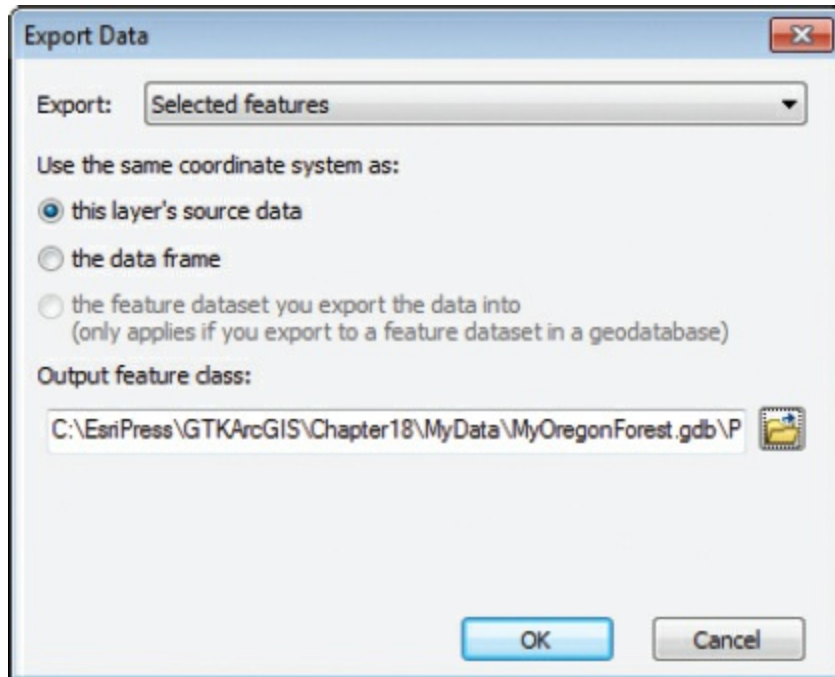 Export Data
Export: Selected features
Use the same coordinate system as:
this layer's source data
the data frame
the feature dataset you export the data into
(only applies if you export to a feature dataset in a geodatabase)
Output feature class:
C:\EsriPress\GTKArcGIS\Chapter18\MyData\MyOregonForest.gdb\P
OK Cancel